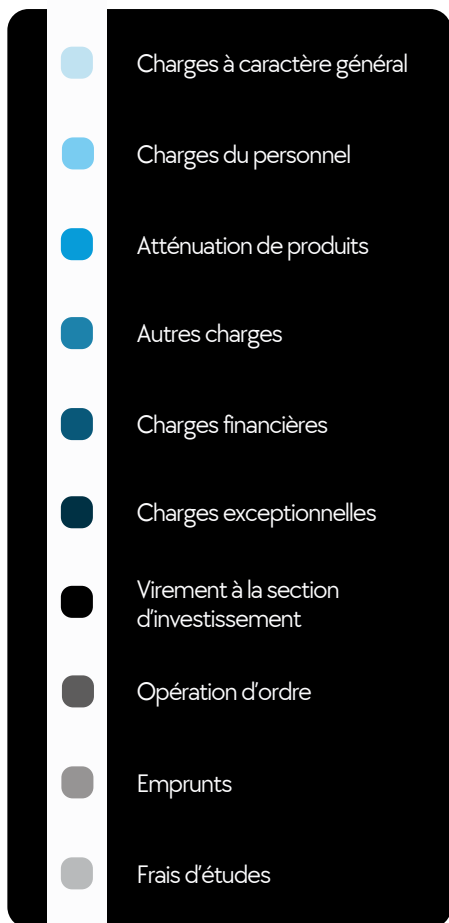 Charges à caractère général
Charges du personnel
Atténuation de produits
Autres charges
Charges financières
Charges exceptionnelles
Virement à la section
d'investissement
Opération d'ordre
Emprunts
Frais d'études